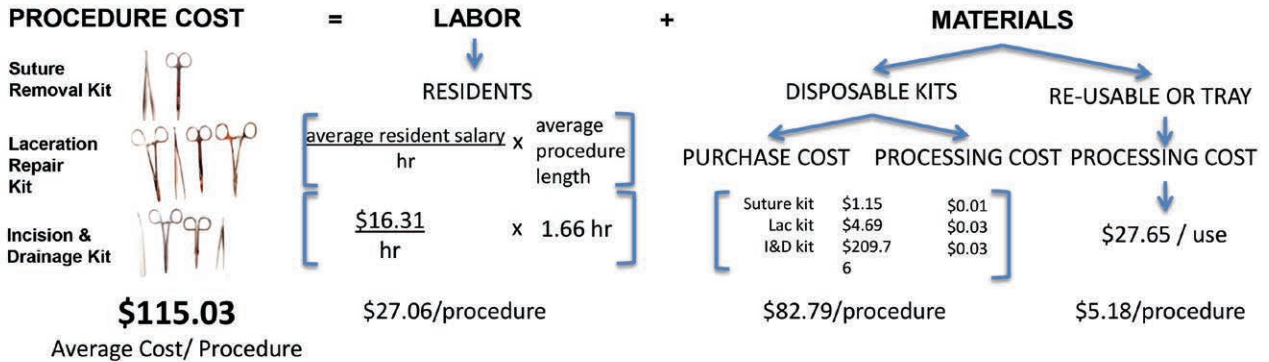 PROCEDURE COST = LABOR + MATERIALS
Suture
Removal Kit
Laceration
Repair
Kit
Incision &
Drainage Kit
$115.03
Average Cost/ Procedure
RESIDENTS
average resident salary
hr
x
average
procedure
length
$16.31
hr
x 1.66 hr
$27.06/procedure
DISPOSABLE KITS
PURCHASE COST PROCESSING COST
Suture kit $1.15 $0.01
Lac kit $4.69 $0.03
I&D kit $209.7 $0.03
6
$82.79/procedure
RE-USABLE OR TRAY
PROCESSING COST
$27.65 / use
$5.18/procedure